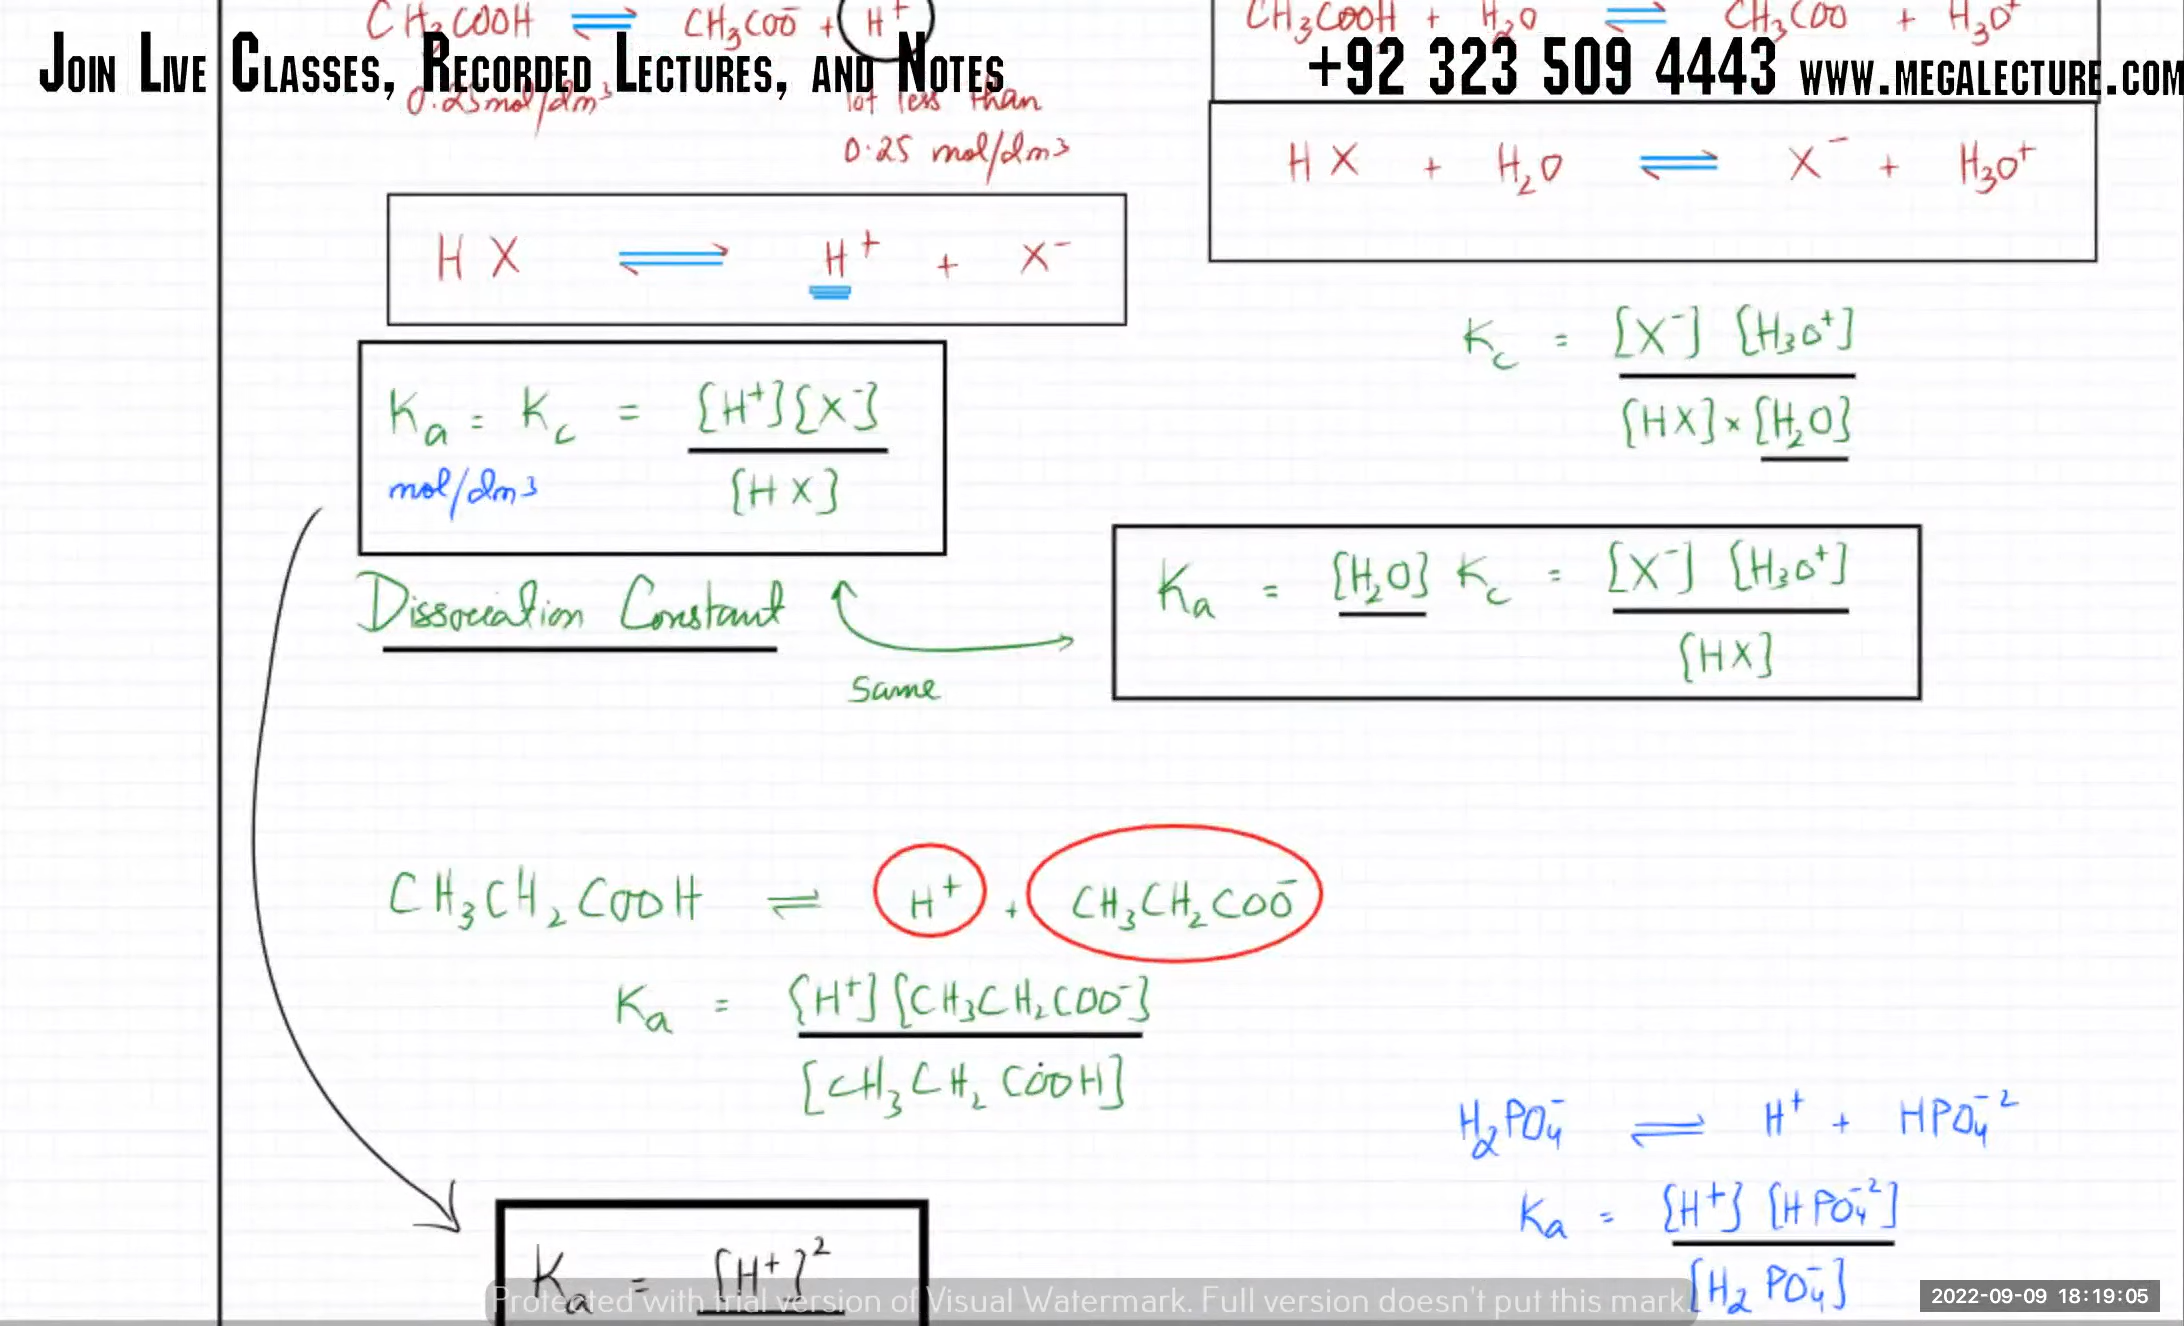 CH₃COOH ⇌ CH₃COO⁻ + H⁺
CH₃COOH + H₂O ⇌ CH₃COO + H₃O⁺
JOIN LIVE CLASSES, RECORDED LECTURES, AND NOTES
+92 323 509 4443 WWW.MEGALECTURE.COM
0.25mol/dm³
lot less than
0.25 mol/dm³
HX + H₂O ⇌ X⁻ + H₃O⁺
HX ⇌ H⁺ + X⁻
Kc = [X⁻] [H₃O⁺]
[HX] × [H₂O]
Ka = Kc = [H⁺][X⁻]
[HX]
mol/dm³
Dissociation Constant
same
Ka = [H₂O] Kc = [X⁻] [H₃O⁺]
[HX]
CH₃CH₂COOH ⇌ H⁺ + CH₃CH₂COO⁻
Ka = [H⁺][CH₃CH₂COO⁻]
[CH₃CH₂COOH]
H₂PO₄⁻ ⇌ H⁺ + HPO₄⁻²
Ka = [H⁺] [HPO₄⁻²]
[H₂PO₄⁻]
Ka = [H⁺]²
Protected with trial version of Visual Watermark. Full version doesn't put this mark.
2022-09-09 18:19:05